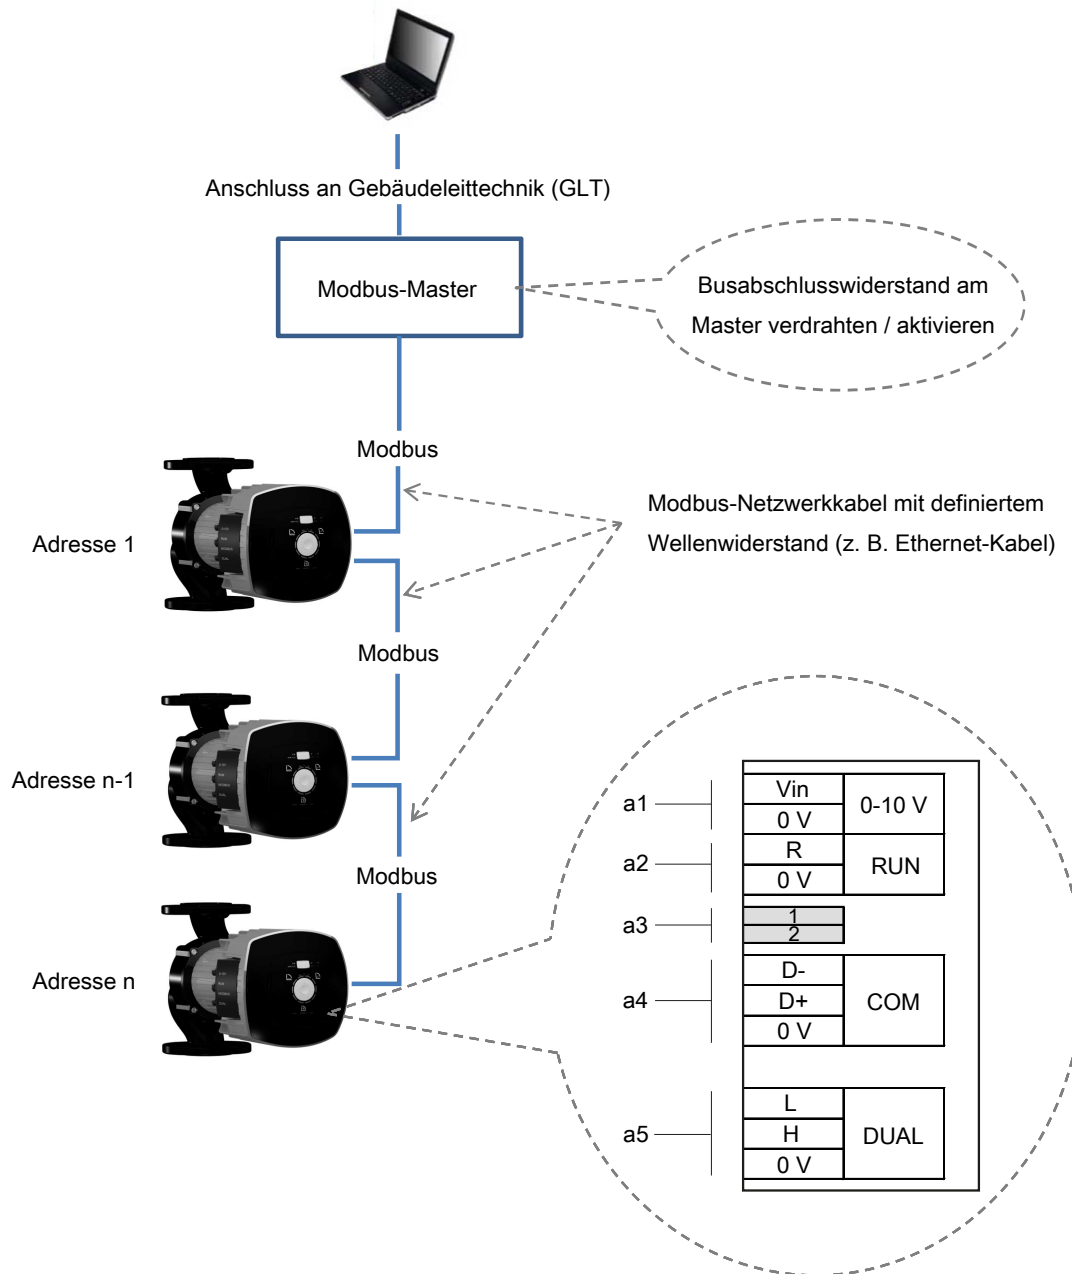 Anschluss an Gebäudeleittechnik (GLT)
Modbus-Master
Busabschlusswiderstand am
Master verdrahten / aktivieren
Modbus
Adresse 1
Modbus-Netzwerkkabel mit definiertem
Wellenwiderstand (z. B. Ethernet-Kabel)
Modbus
Adresse n-1
Modbus
Adresse n
a1
Vin
0 V
0-10 V
a2
R
0 V
RUN
a3
1
2
a4
D-
D+
0 V
COM
a5
L
H
0 V
DUAL